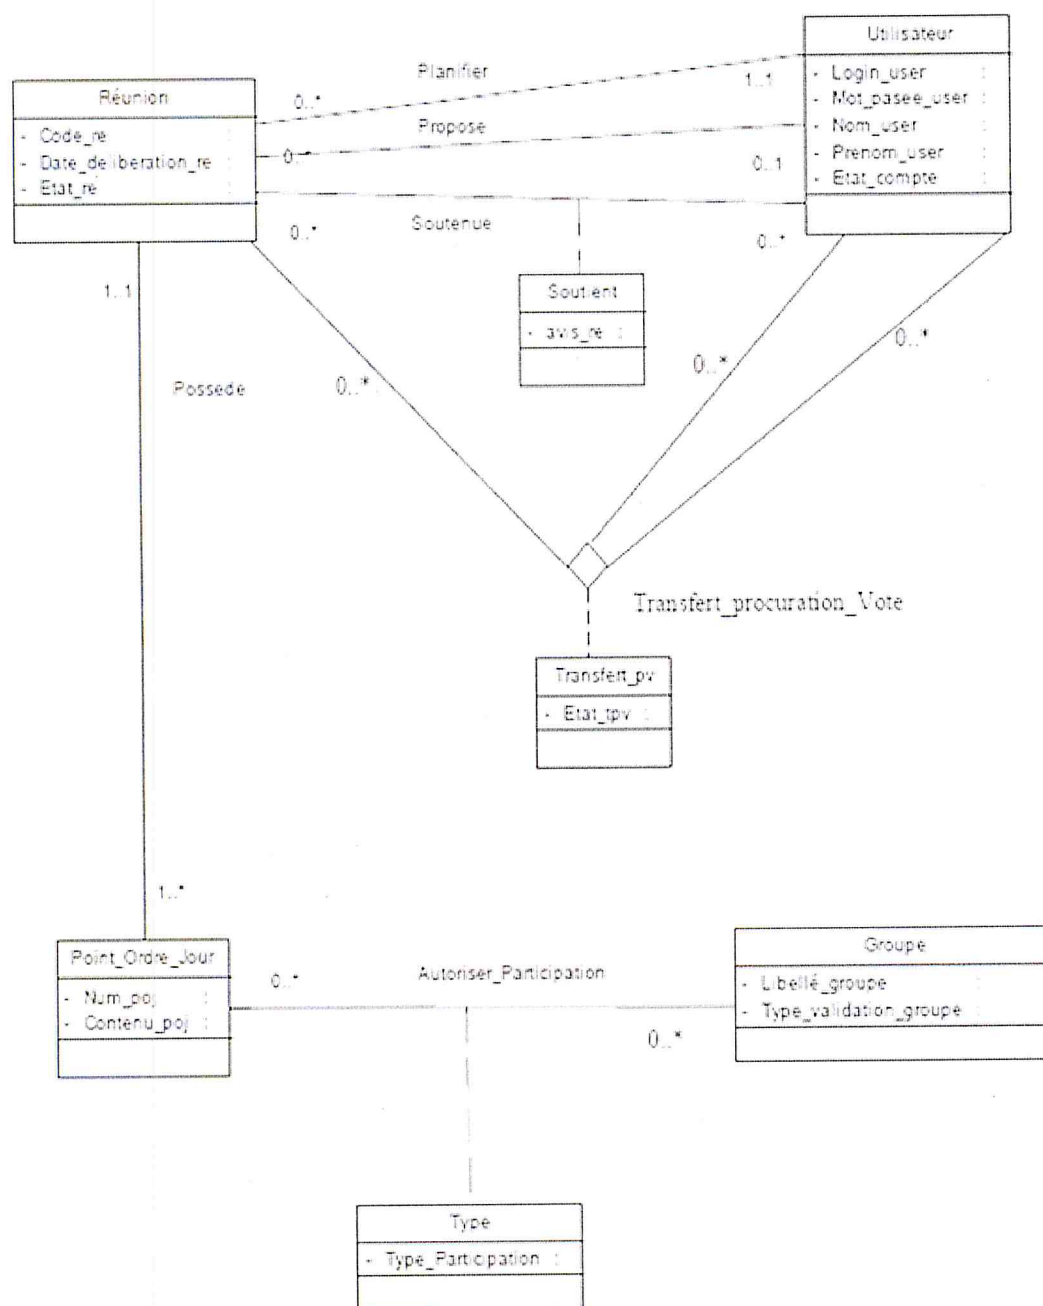 Utilisateur
- Login_user :
- Mot_pasee_user :
- Nom_user :
- Prenom_user :
- Etat_compte :
Réunion
- Code_re :
- Date_deliberation_re :
- Etat_ré :
Planifier
0..*
1..1
Propose
0..*
0..1
Soutenue
0..*
0..*
Soutient
- avis_re :
1..1
Possede
0..*
0..*
0..*
Transfert_procuration_Vote
Transfert_pv
- Etat_tpv :
1..*
Point_Ordre_Jour
- Num_poj :
- Contenu_poj :
0..*
Autoriser_Participation
0..*
Groupe
- Libellé_groupe :
- Type_validation_groupe :
Type
- Type_Participation :